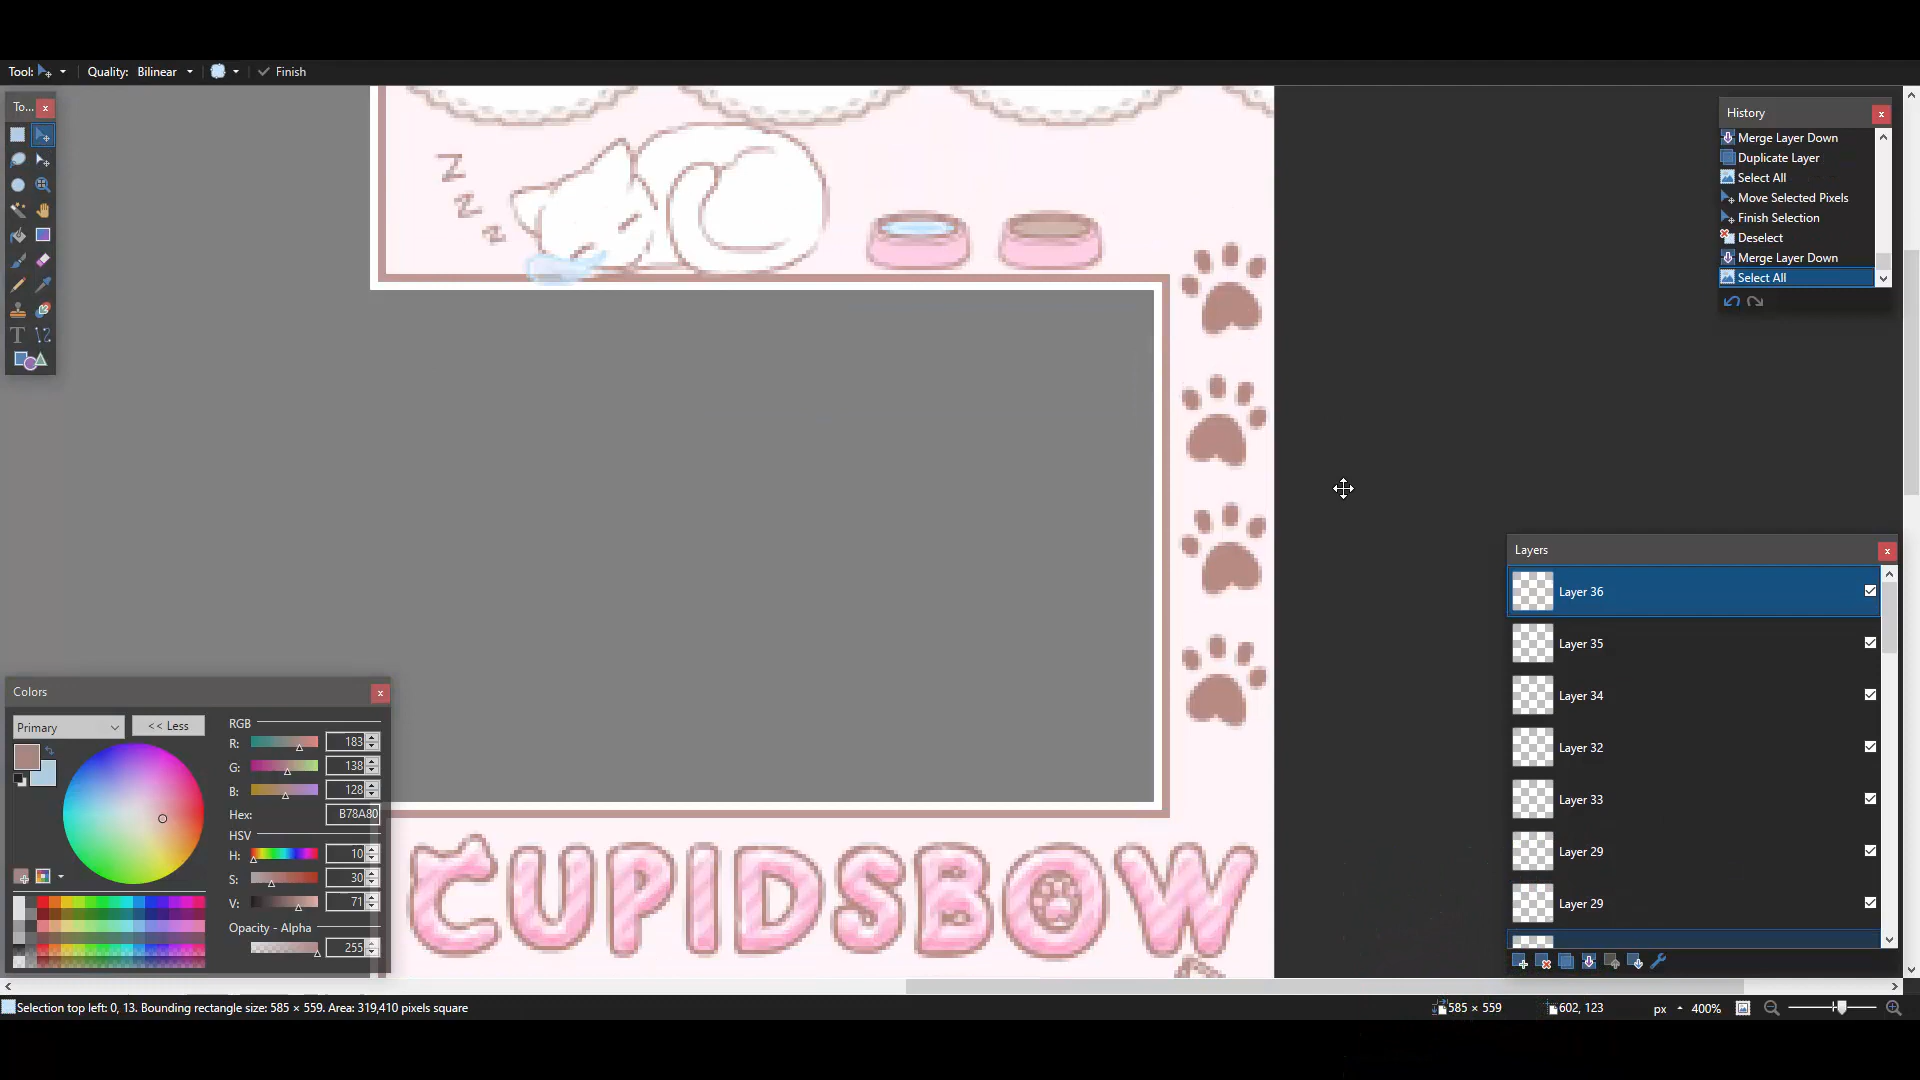 Tool:
Quality:
Bilinear
Finish
To...
History
Merge Layer Down
Duplicate Layer
Select All
Move Selected Pixels
Finish Selection
Deselect
Merge Layer Down
Select All
Z
Z
Z
Layers
Layer 36
Layer 35
Layer 34
Layer 32
Layer 33
Layer 29
Layer 29
Colors
Primary
<< Less
RGB
R: 183
G: 138
B: 128
Hex: B78A80
HSV
H: 10
S: 30
V: 71
Opacity - Alpha
255
CUPIDSBOW
Selection top left: 0, 13. Bounding rectangle size: 585 × 559. Area: 319,410 pixels square
585 × 559
602, 123
px
400%